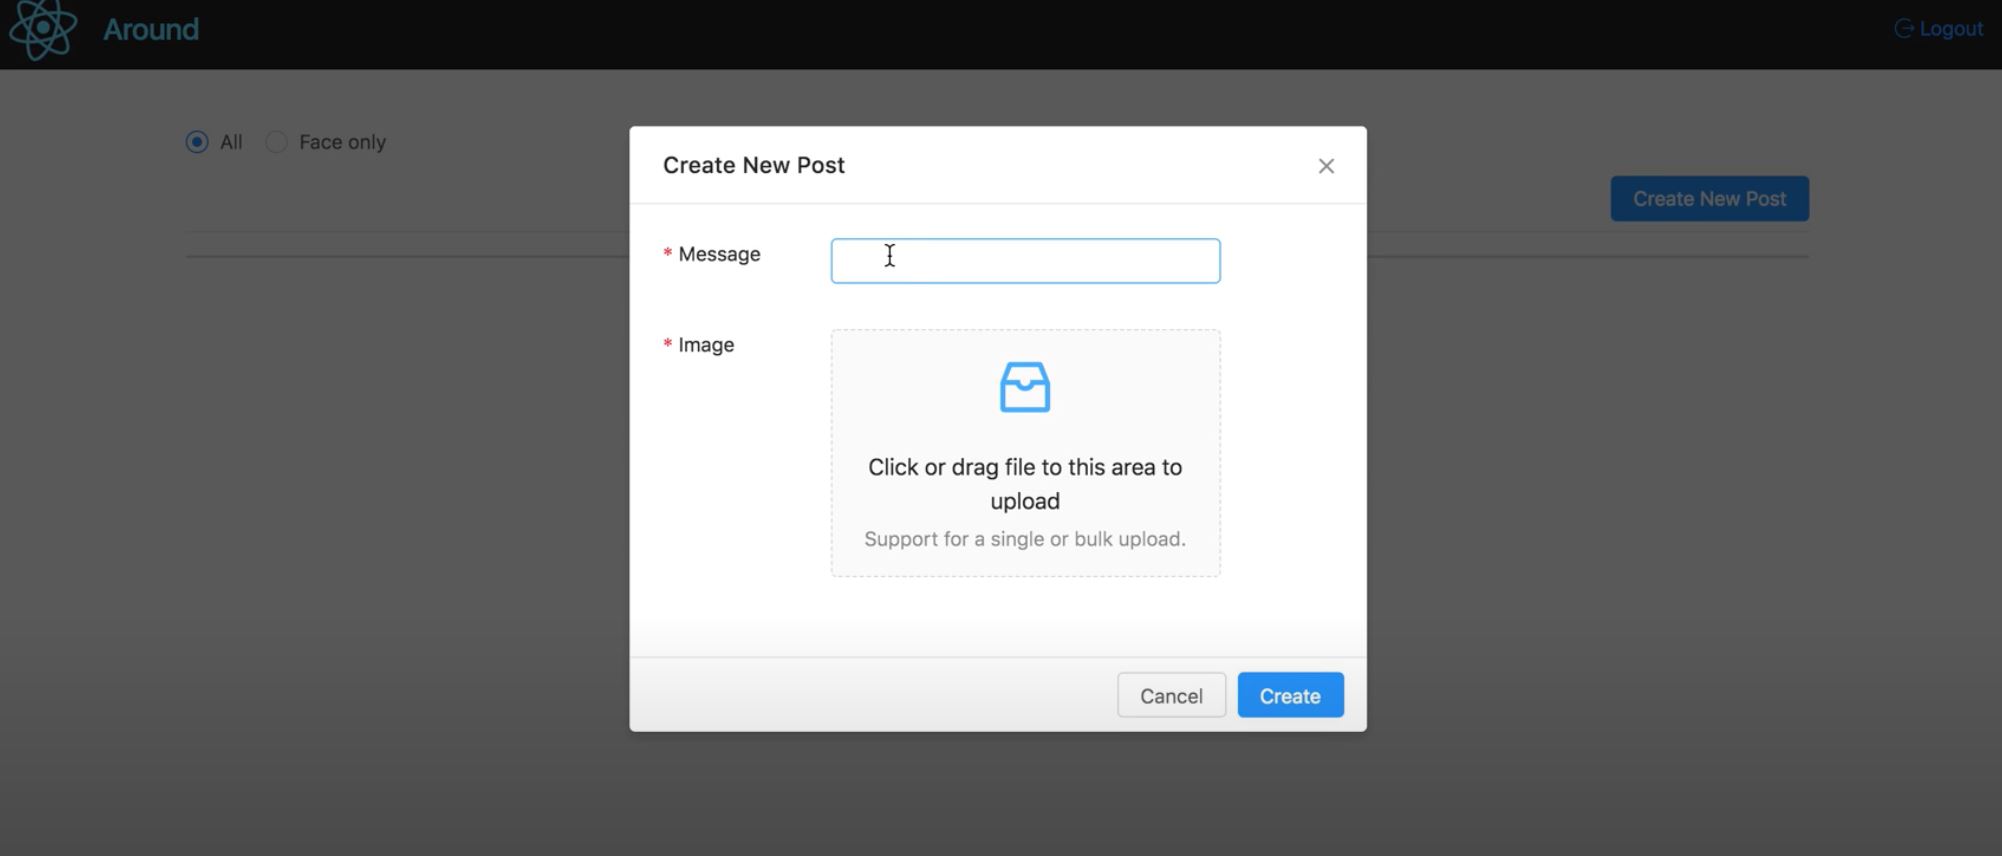 Around
Logout
All
Face only
Create New Post
Create New Post
* Message
* Image
Click or drag file to this area to
upload
Support for a single or bulk upload.
Cancel
Create